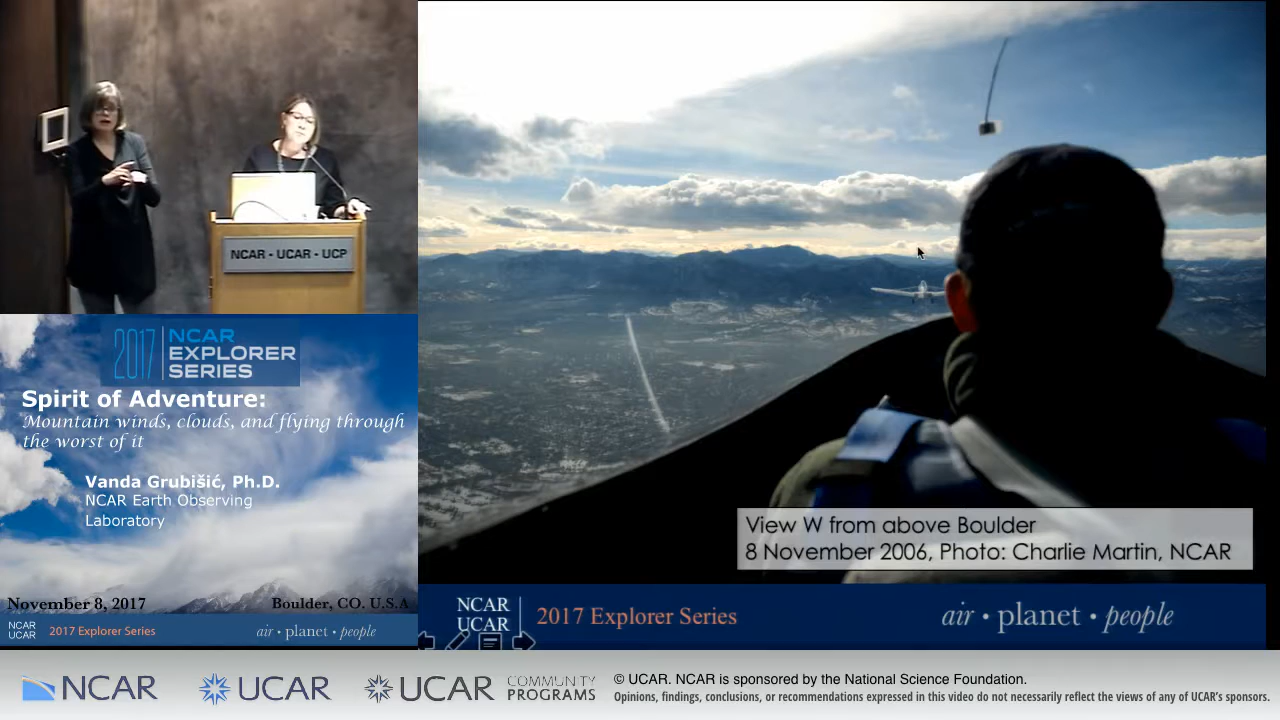 NCAR - UCAR - UCP
2017
NCAR
EXPLORER
SERIES
Spirit of Adventure:
Mountain winds, clouds, and flying through
the worst of it
Vanda Grubišić, Ph.D.
NCAR Earth Observing
Laboratory
November 8, 2017
Boulder, CO. U.S.A
NCAR
UCAR
2017 Explorer Series
air • planet • people
View W from above Boulder
8 November 2006, Photo: Charlie Martin, NCAR
NCAR
UCAR
2017 Explorer Series
air • planet • people
NCAR
UCAR
UCAR
COMMUNITY
PROGRAMS
© UCAR. NCAR is sponsored by the National Science Foundation.
Opinions, findings, conclusions, or recommendations expressed in this video do not necessarily reflect the views of any of UCAR's sponsors.